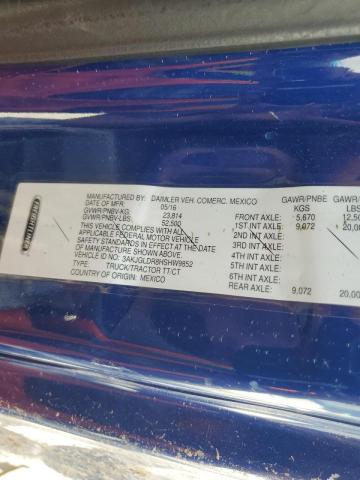 FREIGHTLINER
MANUFACTURED BY: DAIMLER VEH. COMERC. MEXICO
DATE OF MFR: 05/16
GVWR/PNBV-KG: 23,814
GVWR/PNBV-LBS: 52,500
THIS VEHICLE COMPLIES WITH ALL
APPLICABLE FEDERAL MOTOR VEHICLE
SAFETY STANDARDS IN EFFECT AT THE DATE
OF MANUFACTURE SHOWN ABOVE.
VEHICLE ID NO.: 3AKJGLDR8HSHW9852
TYPE: TRUCK/TRACTOR TT/CT
COUNTRY OF ORIGIN: MEXICO
GAWR/PNBE GAWR/PNB
KGS LBS
FRONT AXLE: 5,670 12,50
1ST INT AXLE: 9,072 20,00
2ND INT AXLE:
3RD INT AXLE:
4TH INT AXLE:
5TH INT AXLE:
6TH INT AXLE:
REAR AXLE: 9,072 20,00